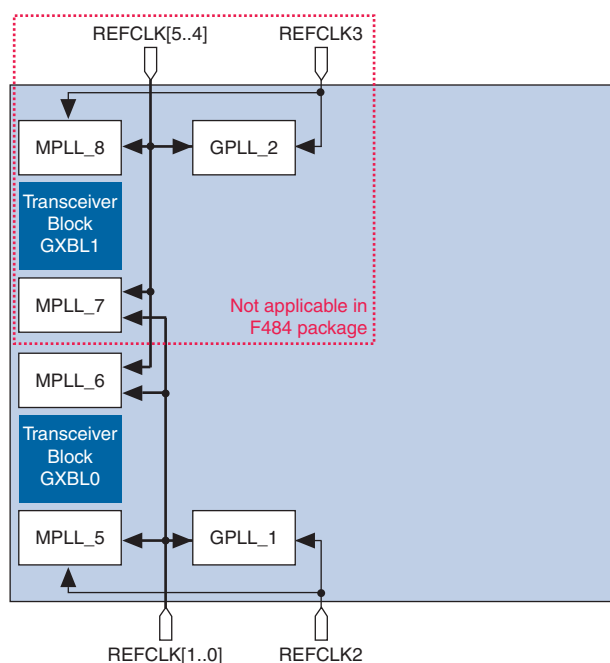 REFCLK[5..4]
REFCLK3
MPLL_8
GPLL_2
Transceiver
Block
GXBL1
MPLL_7
Not applicable in
F484 package
MPLL_6
Transceiver
Block
GXBL0
MPLL_5
GPLL_1
REFCLK[1..0]
REFCLK2